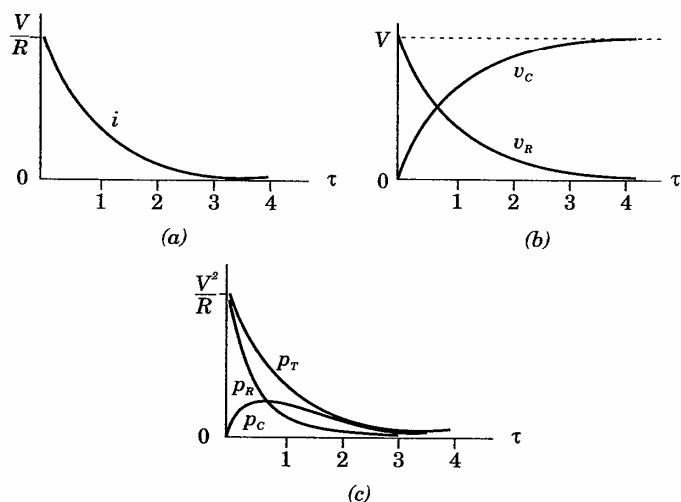 V
R
i
0
1 2 3 4 τ
(a)
V
v_C
v_R
0
1 2 3 4 τ
(b)
V²
R
p_T
p_R
p_C
0
1 2 3 4 τ
(c)